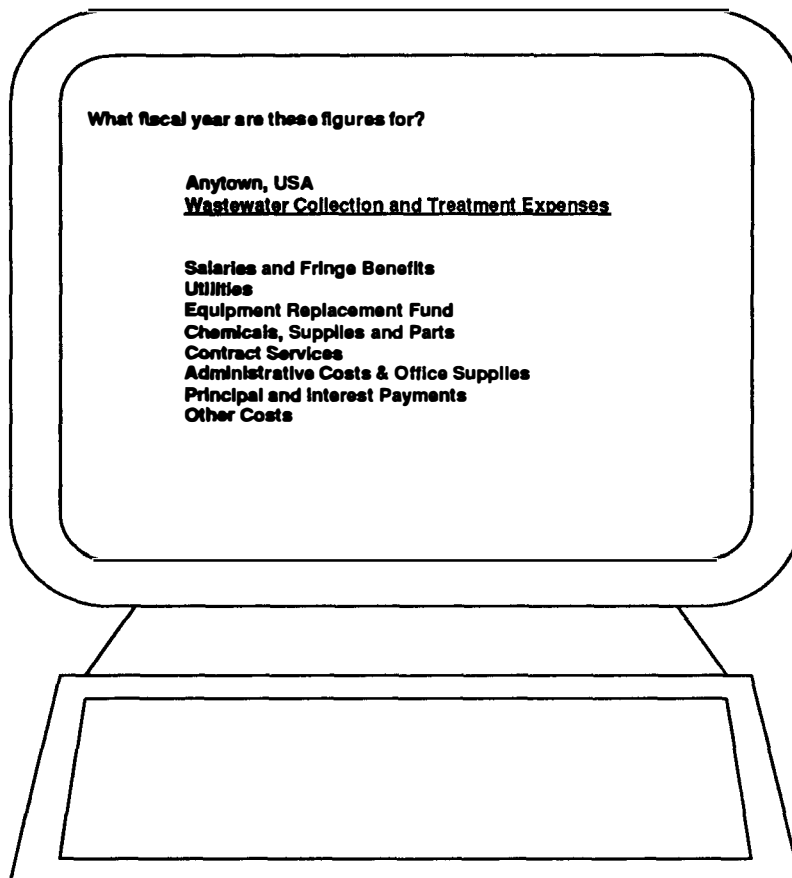 What fiscal year are these figures for?
Anytown, USA
Wastewater Collection and Treatment Expenses
Salaries and Fringe Benefits
Utilities
Equipment Replacement Fund
Chemicals, Supplies and Parts
Contract Services
Administrative Costs & Office Supplies
Principal and Interest Payments
Other Costs